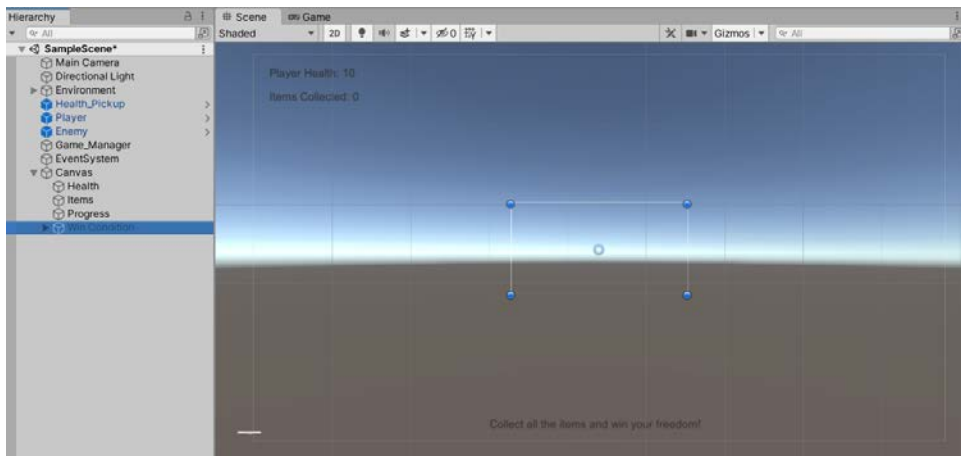 Hierarchy
All
SampleScene*
Main Camera
Directional Light
Environment
Health_Pickup
Player
Enemy
Game_Manager
EventSystem
Canvas
Health
Items
Progress
Win Condition
Scene
Game
Shaded
2D
0
Gizmos
All
Player Health: 10
Items Collected: 0
Collect all the items and win your freedom!